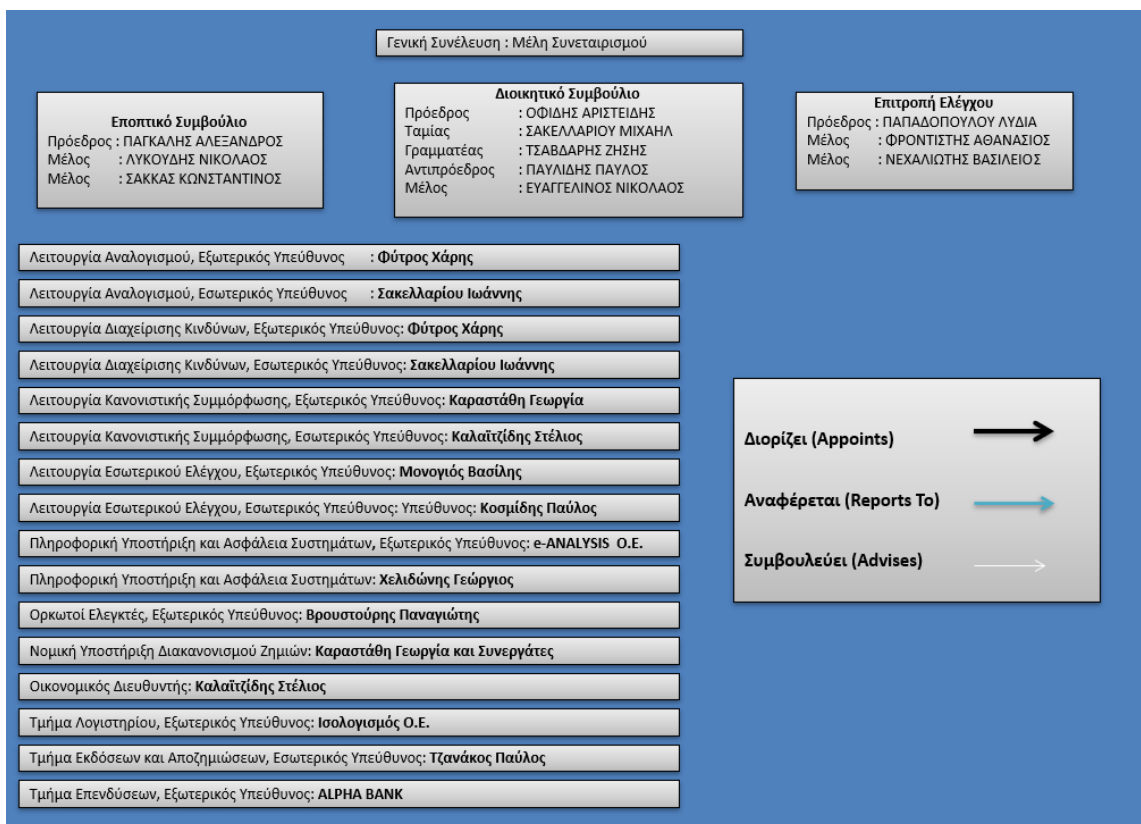 Γενική Συνέλευση : Μέλη Συνεταιρισμού
Εποπτικό Συμβούλιο
Πρόεδρος : ΠΑΓΚΑΛΗΣ ΑΛΕΞΑΝΔΡΟΣ
Μέλος : ΛΥΚΟΥΔΗΣ ΝΙΚΟΛΑΟΣ
Μέλος : ΣΑΚΚΑΣ ΚΩΝΣΤΑΝΤΙΝΟΣ
Διοικητικό Συμβούλιο
Πρόεδρος : ΟΦΙΔΗΣ ΑΡΙΣΤΕΙΔΗΣ
Ταμίας : ΣΑΚΕΛΛΑΡΙΟΥ ΜΙΧΑΗΛ
Γραμματέας : ΤΣΑΒΔΑΡΗΣ ΖΗΣΗΣ
Αντιπρόεδρος : ΠΑΥΛΙΔΗΣ ΠΑΥΛΟΣ
Μέλος : ΕΥΑΓΓΕΛΙΝΟΣ ΝΙΚΟΛΑΟΣ
Επιτροπή Ελέγχου
Πρόεδρος : ΠΑΠΑΔΟΠΟΥΛΟΥ ΛΥΔΙΑ
Μέλος : ΦΡΟΝΤΙΣΤΗΣ ΑΘΑΝΑΣΙΟΣ
Μέλος : ΝΕΧΑΛΙΩΤΗΣ ΒΑΣΙΛΕΙΟΣ
Λειτουργία Αναλογισμού, Εξωτερικός Υπεύθυνος : Φύτρος Χάρης
Λειτουργία Αναλογισμού, Εσωτερικός Υπεύθυνος : Σακελλαρίου Ιωάννης
Λειτουργία Διαχείρισης Κινδύνων, Εξωτερικός Υπεύθυνος: Φύτρος Χάρης
Λειτουργία Διαχείρισης Κινδύνων, Εσωτερικός Υπεύθυνος: Σακελλαρίου Ιωάννης
Λειτουργία Κανονιστικής Συμμόρφωσης, Εξωτερικός Υπεύθυνος: Καραστάθη Γεωργία
Λειτουργία Κανονιστικής Συμμόρφωσης, Εσωτερικός Υπεύθυνος: Καλαϊτζίδης Στέλιος
Λειτουργία Εσωτερικού Ελέγχου, Εξωτερικός Υπεύθυνος: Μονογιός Βασίλης
Λειτουργία Εσωτερικού Ελέγχου, Εσωτερικός Υπεύθυνος: Υπεύθυνος: Κοσμίδης Παύλος
Πληροφορική Υποστήριξη και Ασφάλεια Συστημάτων, Εξωτερικός Υπεύθυνος: e-ANALYSIS Ο.Ε.
Πληροφορική Υποστήριξη και Ασφάλεια Συστημάτων: Χελιδώνης Γεώργιος
Ορκωτοί Ελεγκτές, Εξωτερικός Υπεύθυνος: Βρουστούρης Παναγιώτης
Νομική Υποστήριξη Διακανονισμού Ζημιών: Καραστάθη Γεωργία και Συνεργάτες
Οικονομικός Διευθυντής: Καλαϊτζίδης Στέλιος
Τμήμα Λογιστηρίου, Εξωτερικός Υπεύθυνος: Ισολογισμός Ο.Ε.
Τμήμα Εκδόσεων και Αποζημιώσεων, Εσωτερικός Υπεύθυνος: Τζανάκος Παύλος
Τμήμα Επενδύσεων, Εξωτερικός Υπεύθυνος: ALPHA BANK
Διορίζει (Appoints)
Αναφέρεται (Reports To)
Συμβουλεύει (Advises)